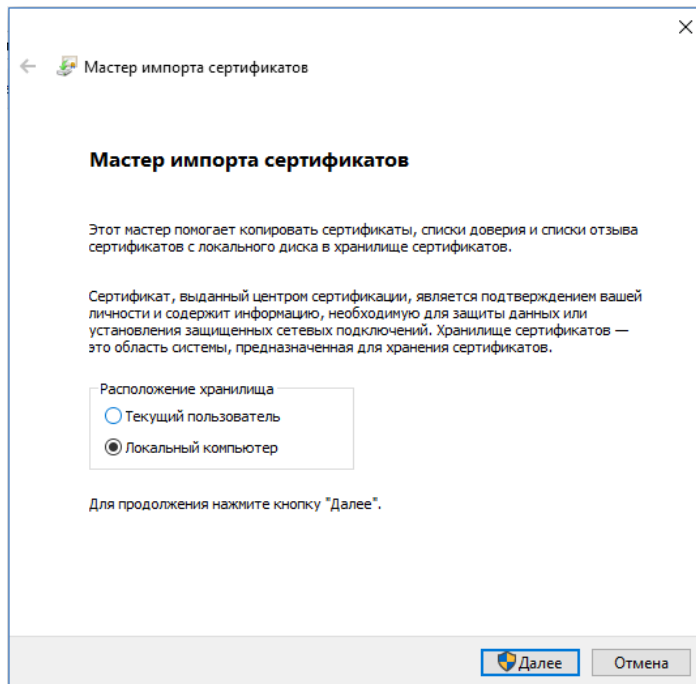 Мастер импорта сертификатов
Мастер импорта сертификатов
Этот мастер помогает копировать сертификаты, списки доверия и списки отзыва
сертификатов с локального диска в хранилище сертификатов.
Сертификат, выданный центром сертификации, является подтверждением вашей
личности и содержит информацию, необходимую для защиты данных или
установления защищенных сетевых подключений. Хранилище сертификатов —
это область системы, предназначенная для хранения сертификатов.
Расположение хранилища
Текущий пользователь
Локальный компьютер
Для продолжения нажмите кнопку "Далее".
Далее
Отмена